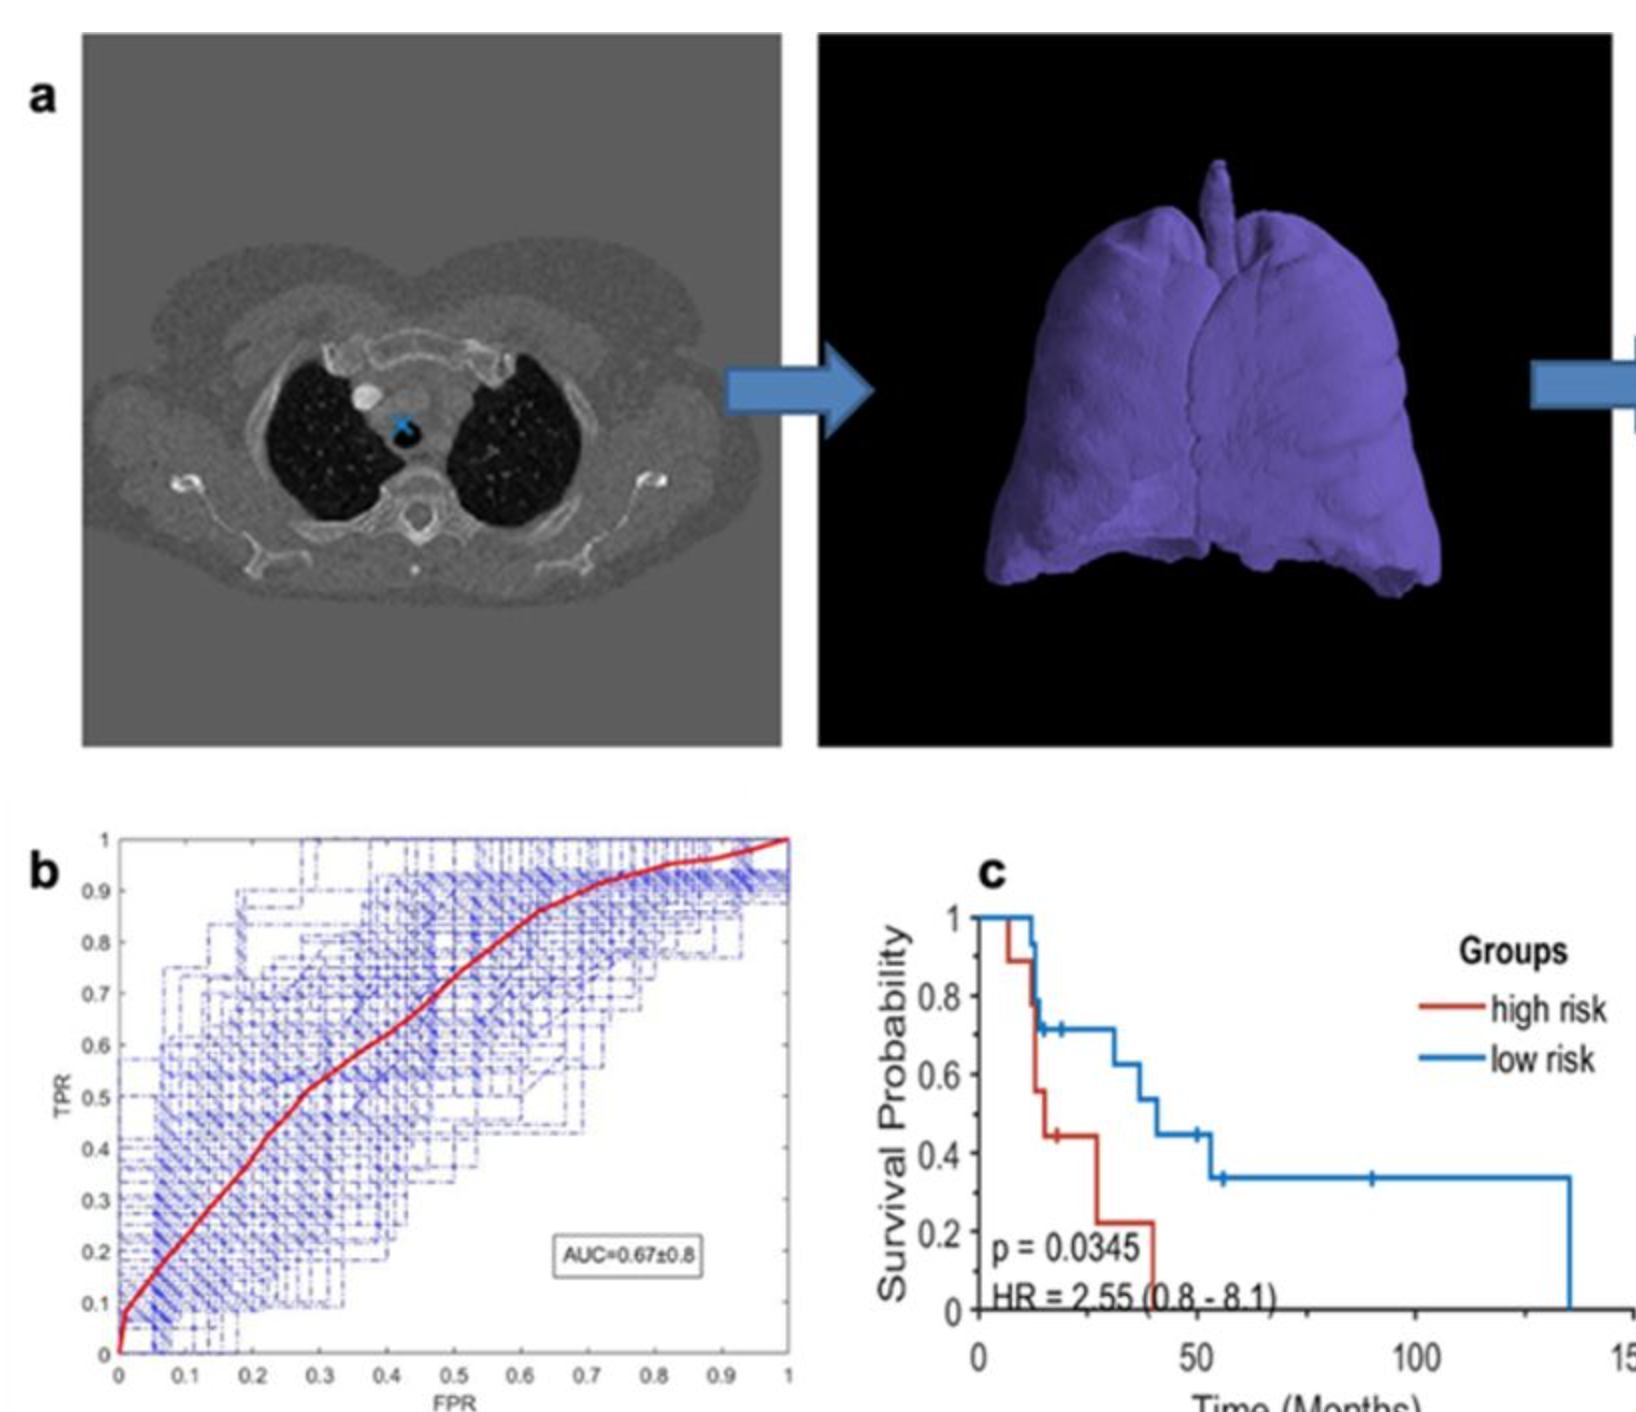 a
b
1
0.9
0.8
0.7
0.6
0.5
0.4
0.3
0.2
0.1
0
TPR
AUC=0.67±0.8
0 0.1 0.2 0.3 0.4 0.5 0.6 0.7 0.8 0.9 1
FPR
c
1
0.8
0.6
0.4
0.2
0
Survival Probability
Groups
high risk
low risk
p = 0.0345
HR = 2.55 (0.8 - 8.1)
0 50 100 15
Time (Months)